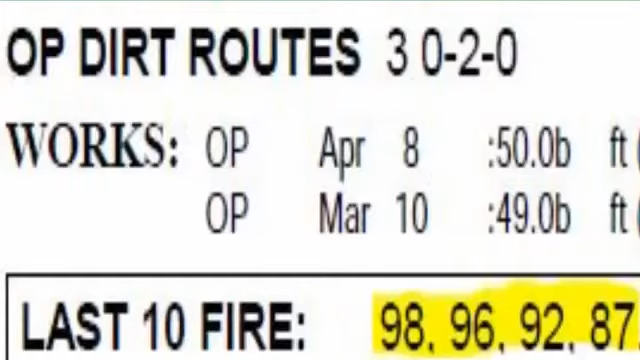 OP DIRT ROUTES 3 0-2-0
WORKS: OP Apr 8 :50.0b ft (
OP Mar 10 :49.0b ft (
LAST 10 FIRE: 98, 96, 92, 87,